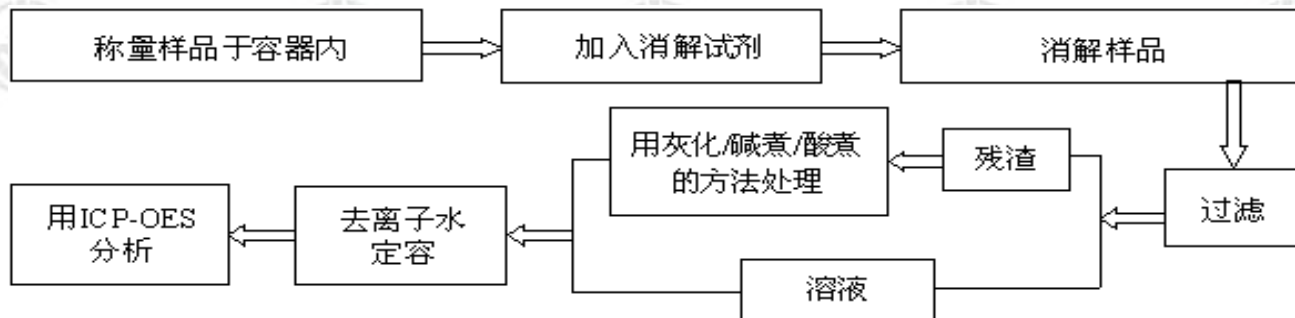 称量样品于容器内
加入消解试剂
消解样品
过滤
残渣
用灰化/碱煮/酸煮
的方法处理
溶液
去离子水
定容
用ICP-OES
分析